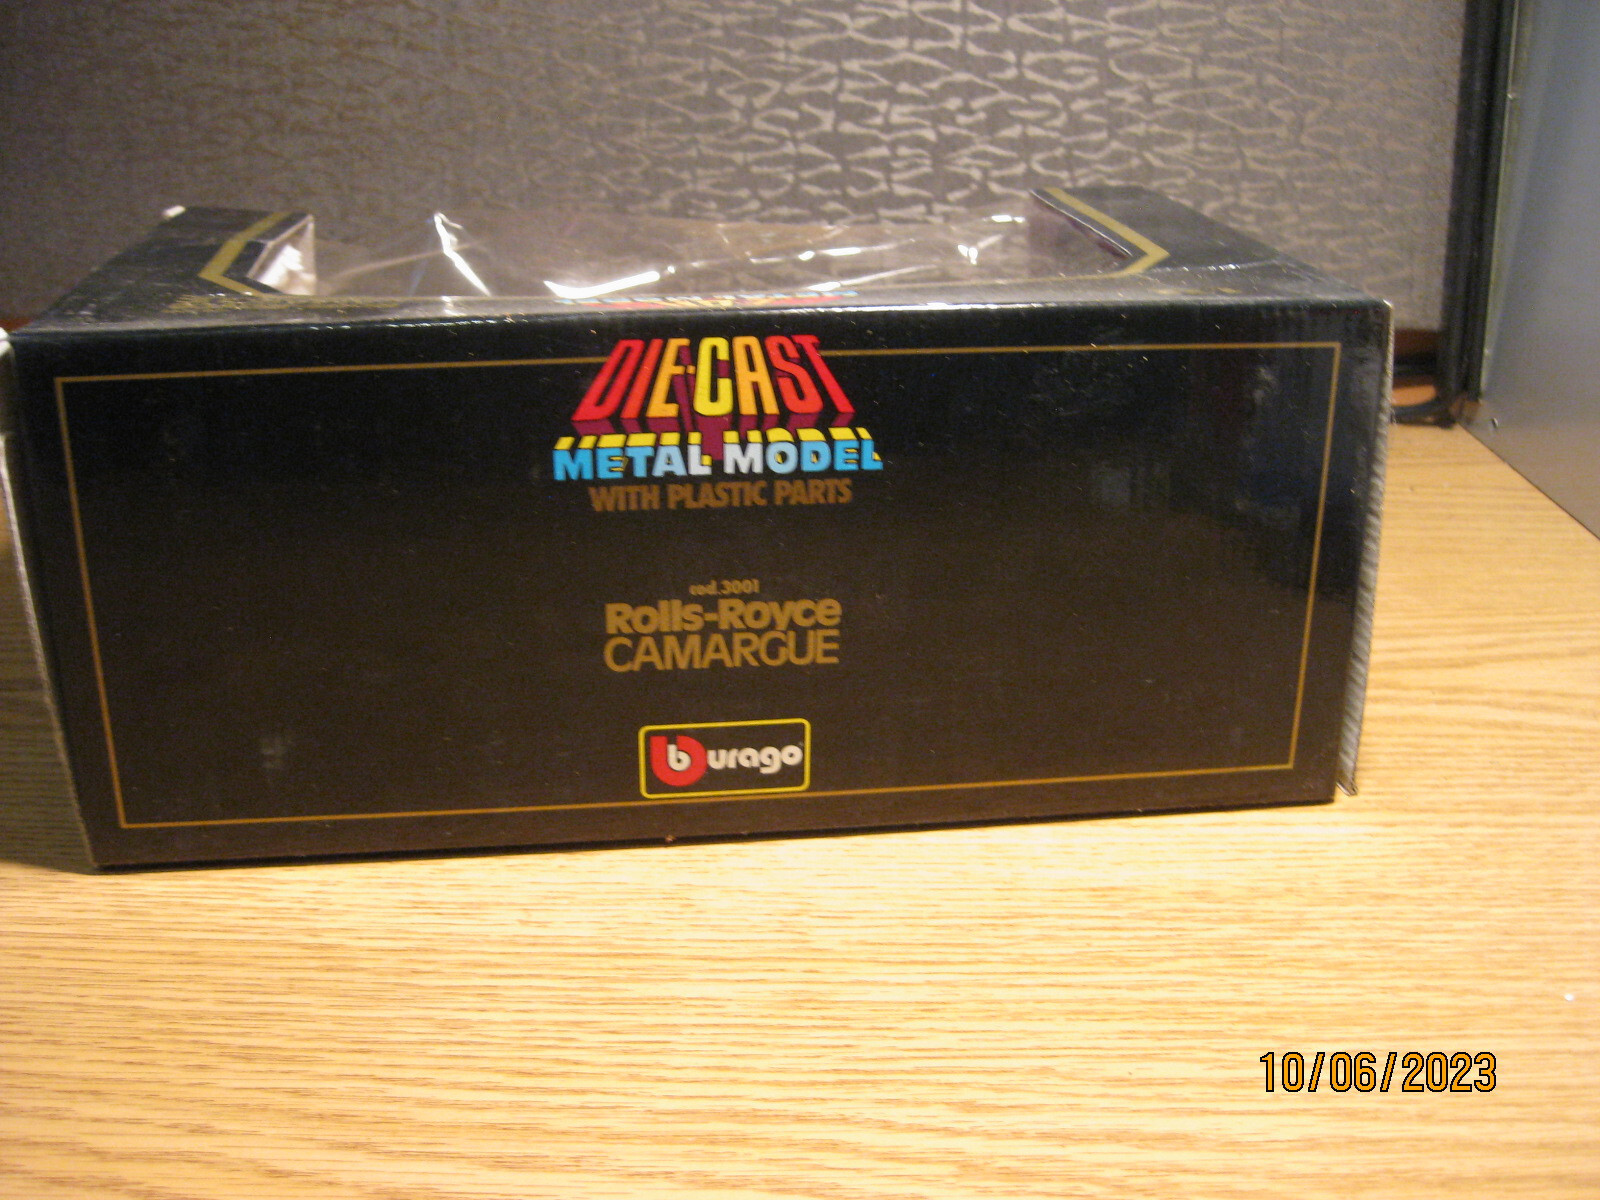 DIE-CAST
METAL MODEL
WITH PLASTIC PARTS
cod.3001
Rolls-Royce
CAMARGUE
burago
10/06/2023